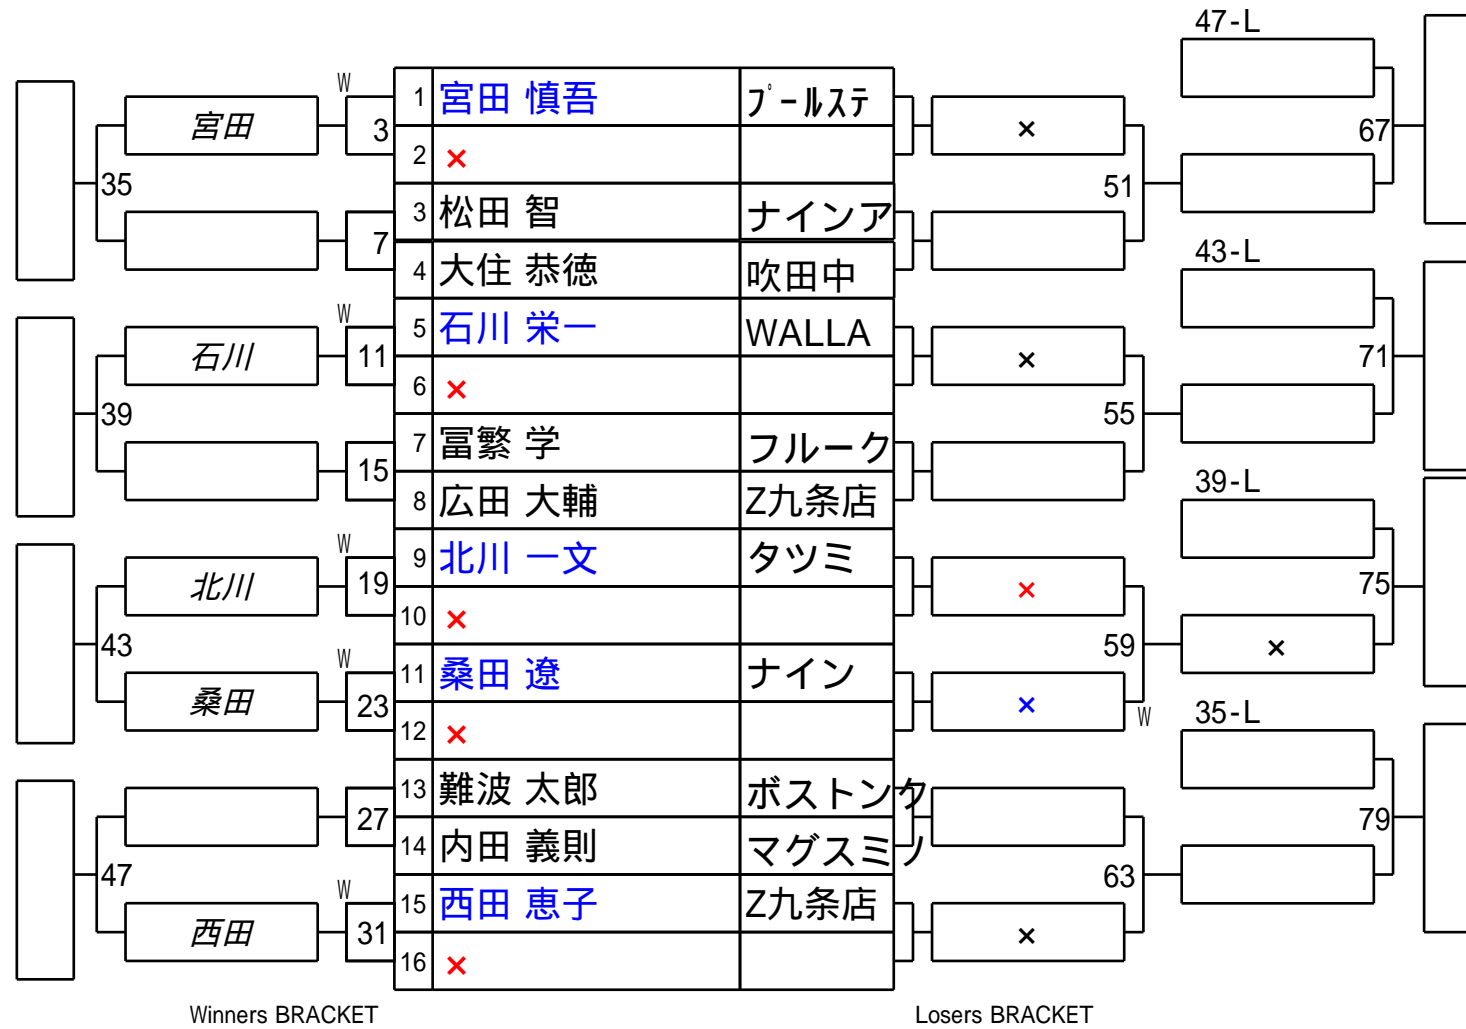 47-L
W
1 宮田 慎吾 プールステ
宮田 3 × 67
2 ×
35 51
3 松田 智 ナインア
7
4 大住 恭徳 吹田中
43-L
W
5 石川 栄一 WALLA
石川 11 × 71
6 ×
39 55
7 冨繁 学 フルーク
15
8 広田 大輔 Z九条店
39-L
W
9 北川 一文 タツミ
北川 19 × 75
10 ×
43 59 ×
W
11 桑田 遼 ナイン
桑田 23 × W
12 ×
35-L
13 難波 太郎 ボストンク
27 79
14 内田 義則 マグスミノ
47 63
W
15 西田 恵子 Z九条店
西田 31 ×
16 ×
Winners BRACKET Losers BRACKET